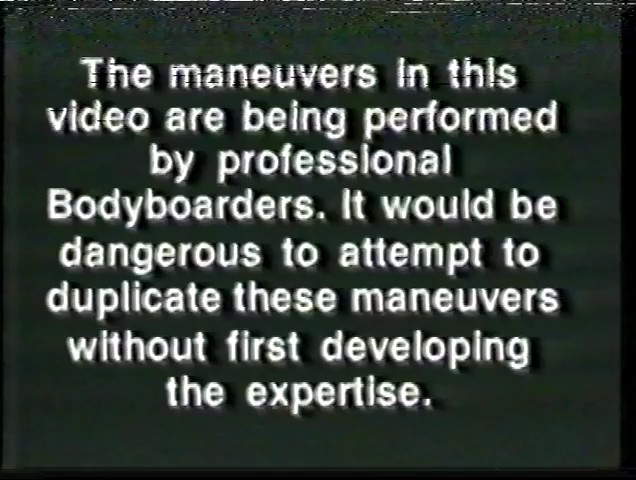 The maneuvers in this
video are being performed
by professional
Bodyboarders. It would be
dangerous to attempt to
duplicate these maneuvers
without first developing
the expertise.